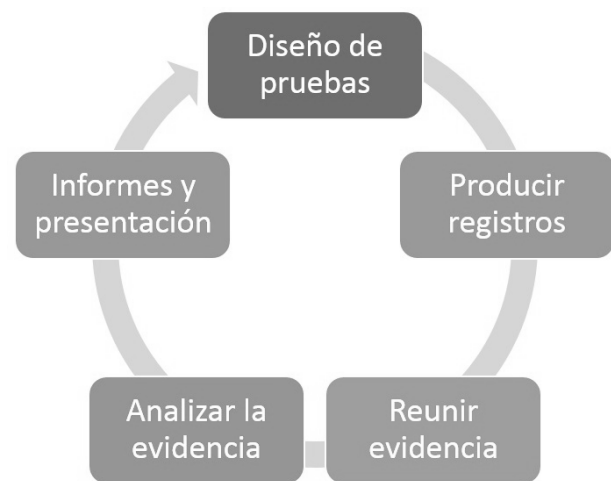 Diseño de
pruebas
Producir
registros
Reunir
evidencia
Analizar la
evidencia
Informes y
presentación